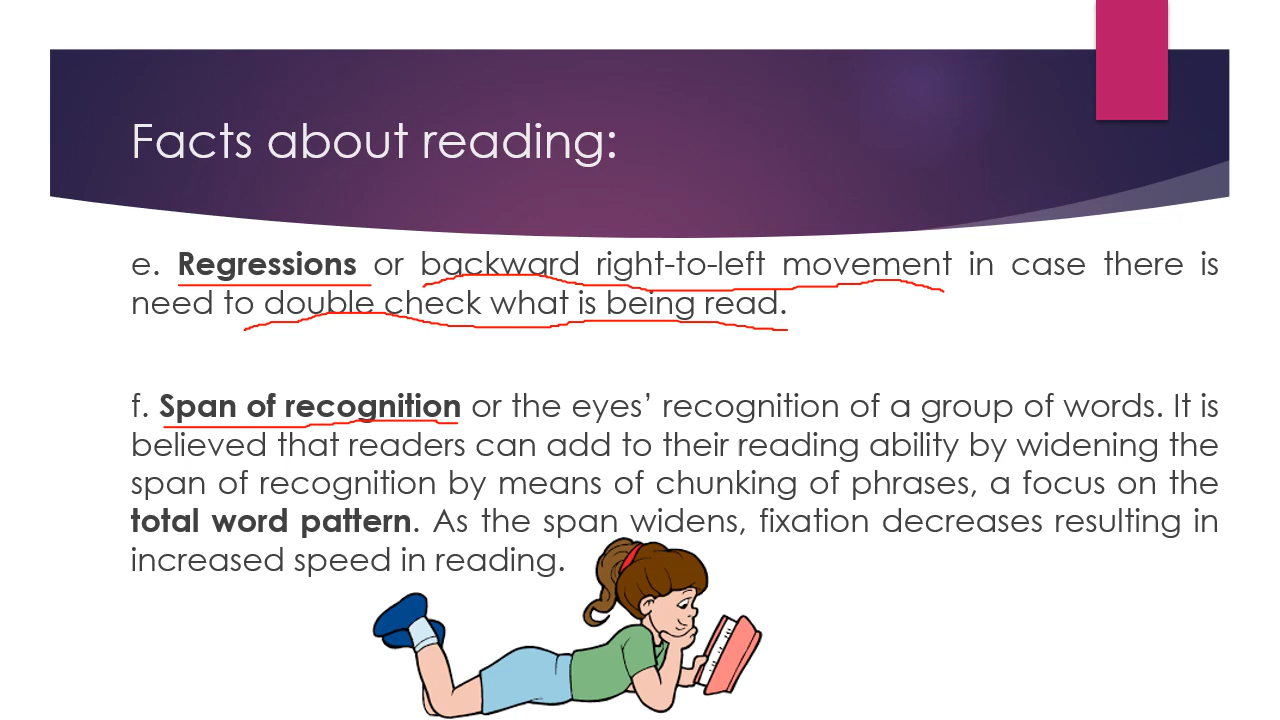 Facts about reading:
e. Regressions or backward right-to-left movement in case there is
need to double check what is being read.
f. Span of recognition or the eyes’ recognition of a group of words. It is
believed that readers can add to their reading ability by widening the
span of recognition by means of chunking of phrases, a focus on the
total word pattern. As the span widens, fixation decreases resulting in
increased speed in reading.